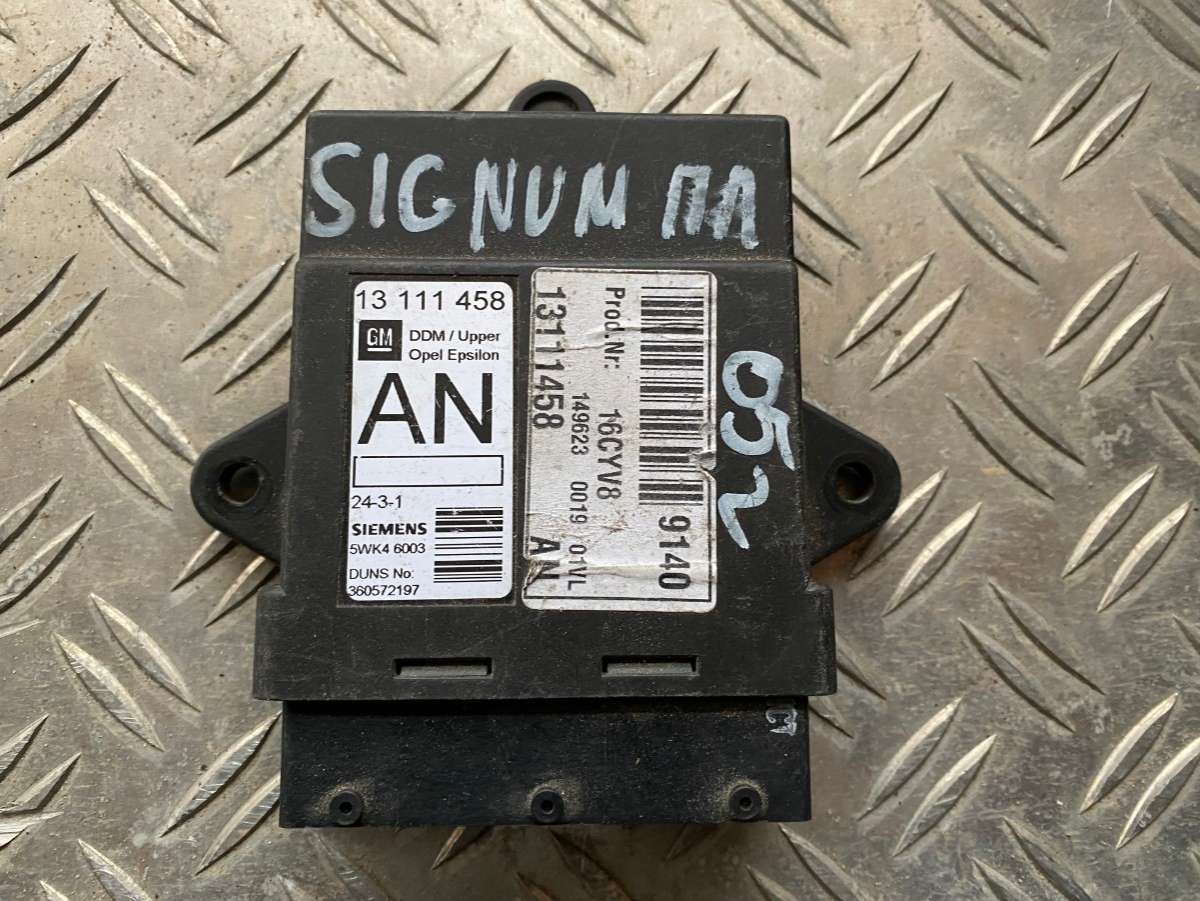 SIGNUM ПЛ
13 111 458
GM
DDM / Upper
Opel Epsilon
AN
24-3-1
SIEMENS
5WK4 6003
DUNS No:
360572197
9140
Prod.Nr: 16CYV8
149623 0019 01VL
13111458 AN
052